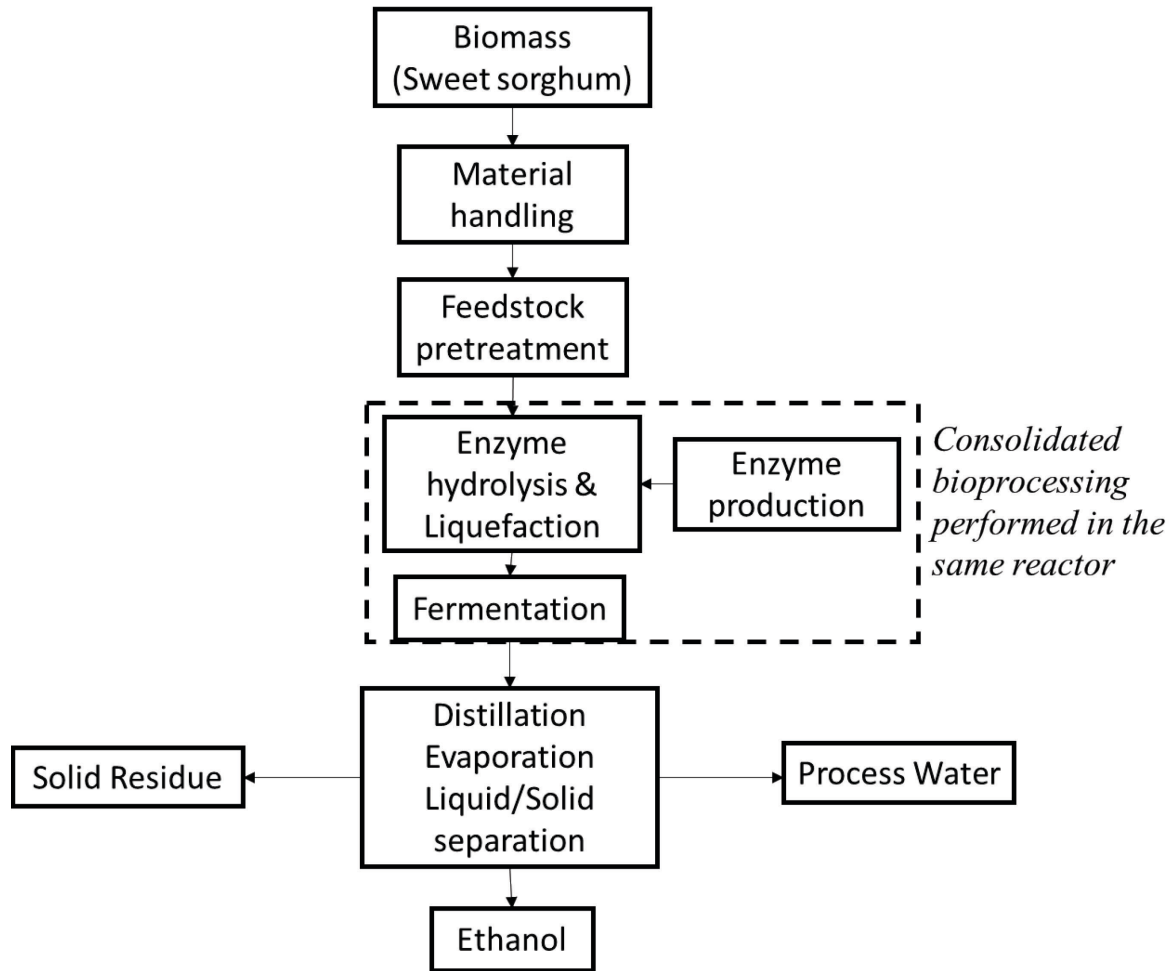 Biomass
(Sweet sorghum)
Material
handling
Feedstock
pretreatment
Enzyme
hydrolysis &
Liquefaction
Enzyme
production
Consolidated
bioprocessing
performed in the
same reactor
Fermentation
Distillation
Evaporation
Liquid/Solid
separation
Solid Residue
Process Water
Ethanol